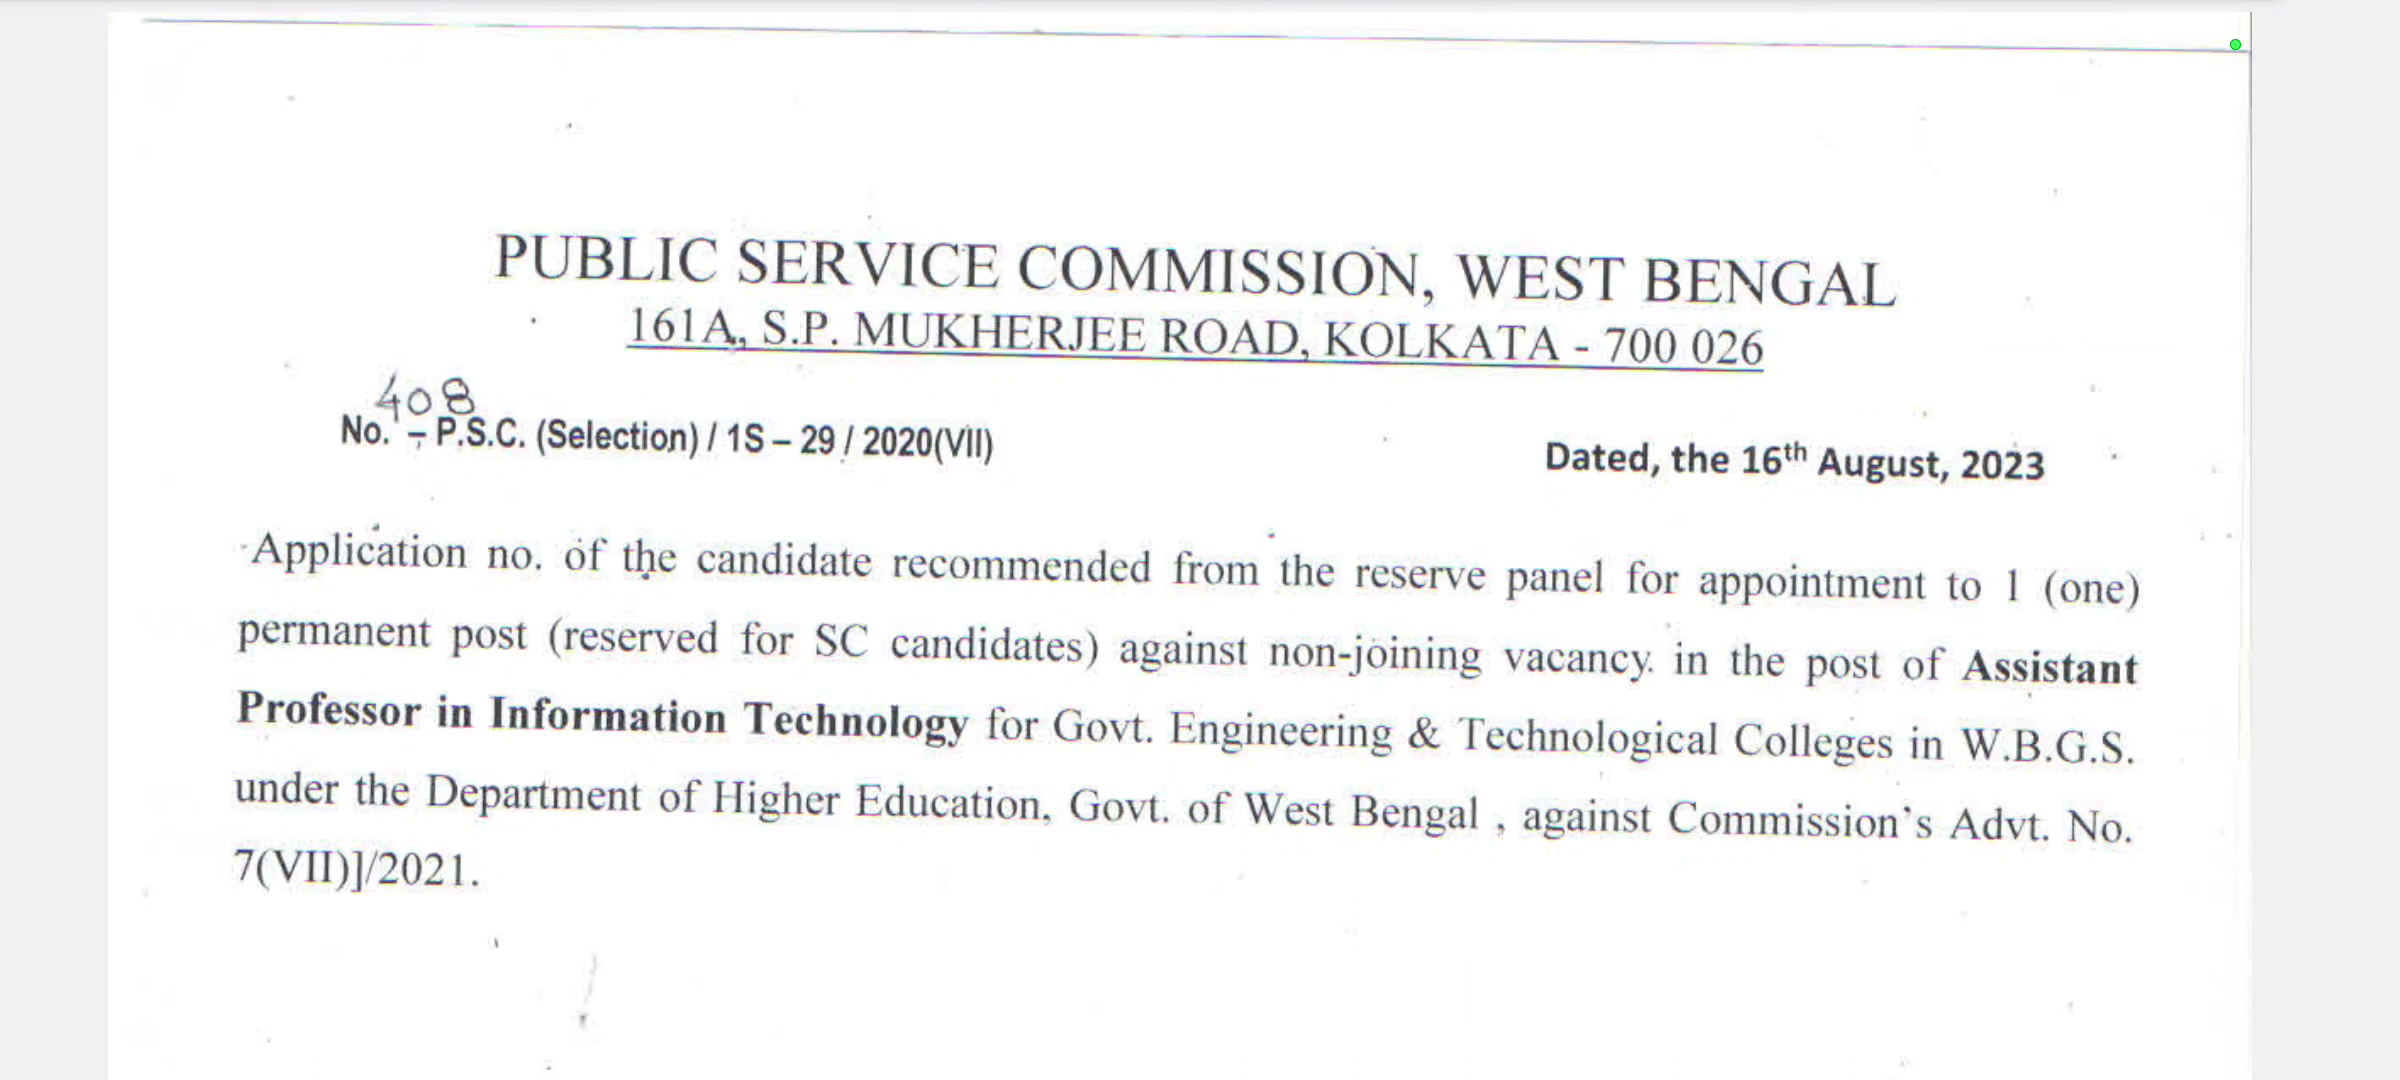 PUBLIC SERVICE COMMISSION, WEST BENGAL
161A, S.P. MUKHERJEE ROAD, KOLKATA - 700 026
408
No. – P.S.C. (Selection) / 1S – 29 / 2020(VII)
Dated, the 16th August, 2023
Application no. of the candidate recommended from the reserve panel for appointment to 1 (one)
permanent post (reserved for SC candidates) against non-joining vacancy in the post of Assistant
Professor in Information Technology for Govt. Engineering & Technological Colleges in W.B.G.S.
under the Department of Higher Education, Govt. of West Bengal , against Commission's Advt. No.
7(VII)]/2021.